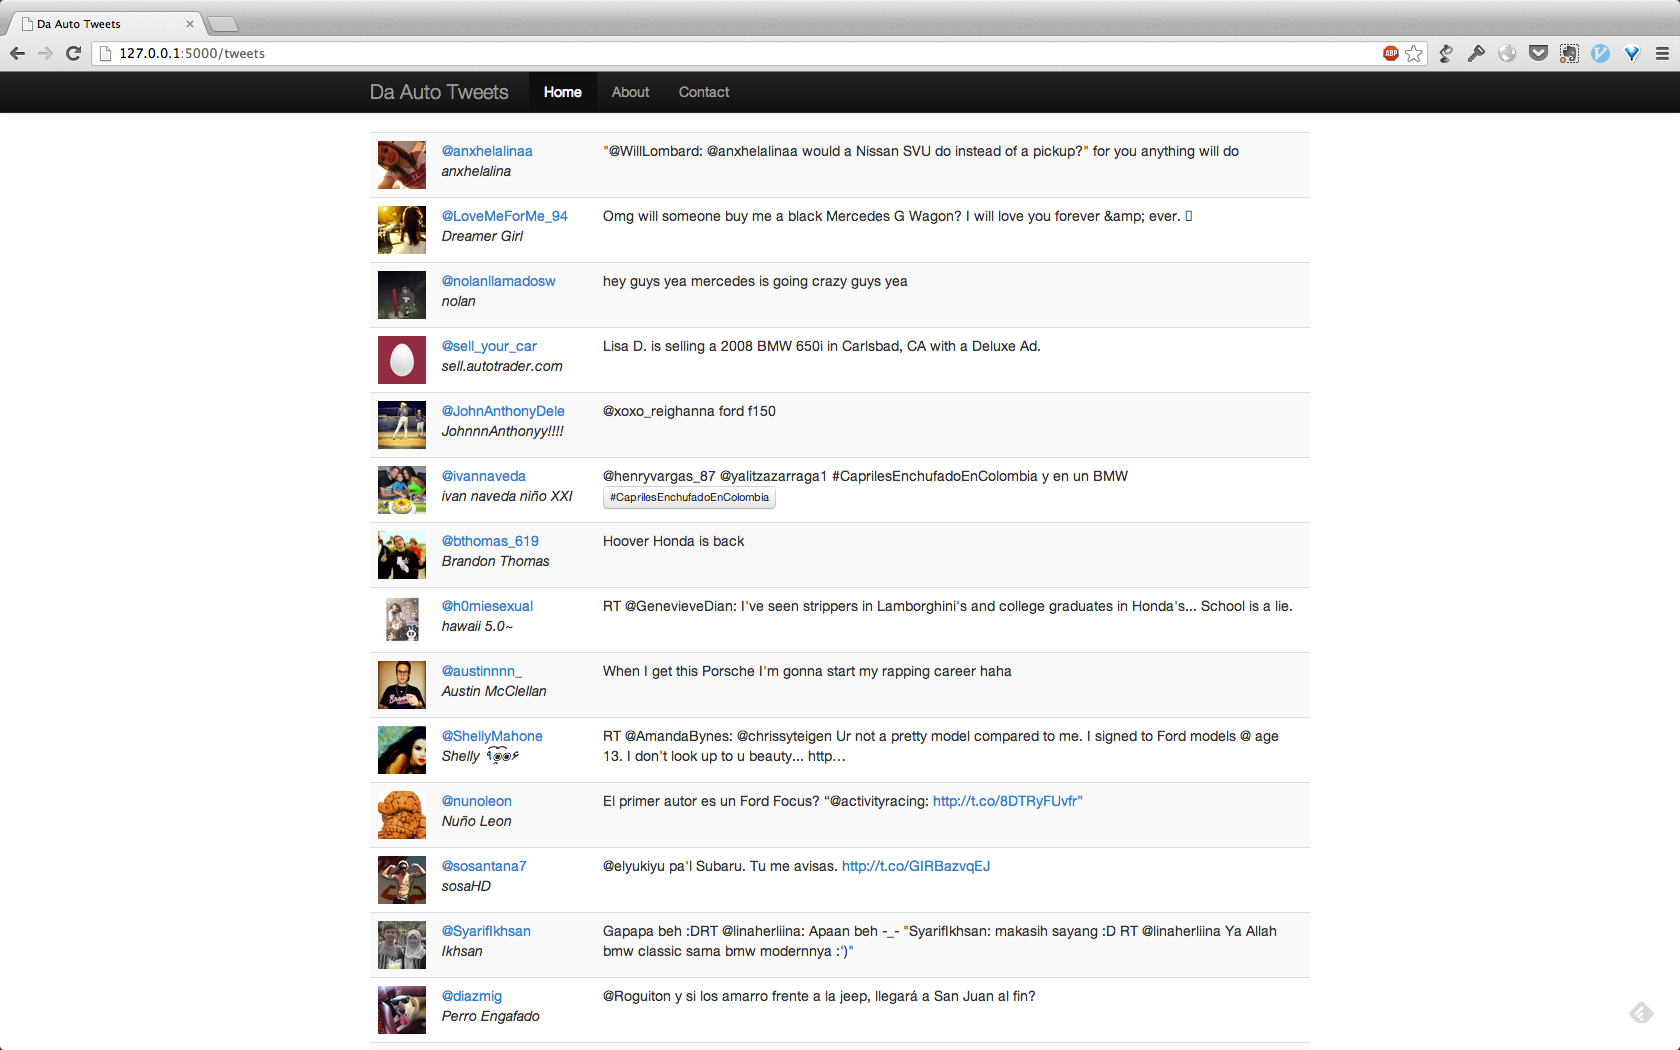 Da Auto Tweets
127.0.0.1:5000/tweets
ABP
Da Auto Tweets Home About Contact
@anxhelalinaa
anxhelalina
"@WillLombard: @anxhelalinaa would a Nissan SVU do instead of a pickup?" for you anything will do
@LoveMeForMe_94
Dreamer Girl
Omg will someone buy me a black Mercedes G Wagon? I will love you forever &amp; ever.
@nolanllamadosw
nolan
hey guys yea mercedes is going crazy guys yea
@sell_your_car
sell.autotrader.com
Lisa D. is selling a 2008 BMW 650i in Carlsbad, CA with a Deluxe Ad.
@JohnAnthonyDele
JohnnnAnthonyy!!!!
@xoxo_reighanna ford f150
@ivannaveda
ivan naveda niño XXI
@henryvargas_87 @yalitzazarraga1 #CaprilesEnchufadoEnColombia y en un BMW
#CaprilesEnchufadoEnColombia
@bthomas_619
Brandon Thomas
Hoover Honda is back
@h0miesexual
hawaii 5.0~
RT @GenevieveDian: I've seen strippers in Lamborghini's and college graduates in Honda's... School is a lie.
@austinnnn_
Austin McClellan
When I get this Porsche I'm gonna start my rapping career haha
@ShellyMahone
Shelly
RT @AmandaBynes: @chrissyteigen Ur not a pretty model compared to me. I signed to Ford models @ age
13. I don't look up to u beauty... http…
@nunoleon
Nuño Leon
El primer autor es un Ford Focus? “@activityracing: http://t.co/8DTRyFUvfr”
@sosantana7
sosaHD
@elyukiyu pa'l Subaru. Tu me avisas. http://t.co/GIRBazvqEJ
@SyarifIkhsan
Ikhsan
Gapapa beh :DRT @linaherliina: Apaan beh -_- "SyarifIkhsan: makasih sayang :D RT @linaherliina Ya Allah
bmw classic sama bmw modernnya :')"
@diazmig
Perro Engafado
@Roguiton y si los amarro frente a la jeep, llegará a San Juan al fin?